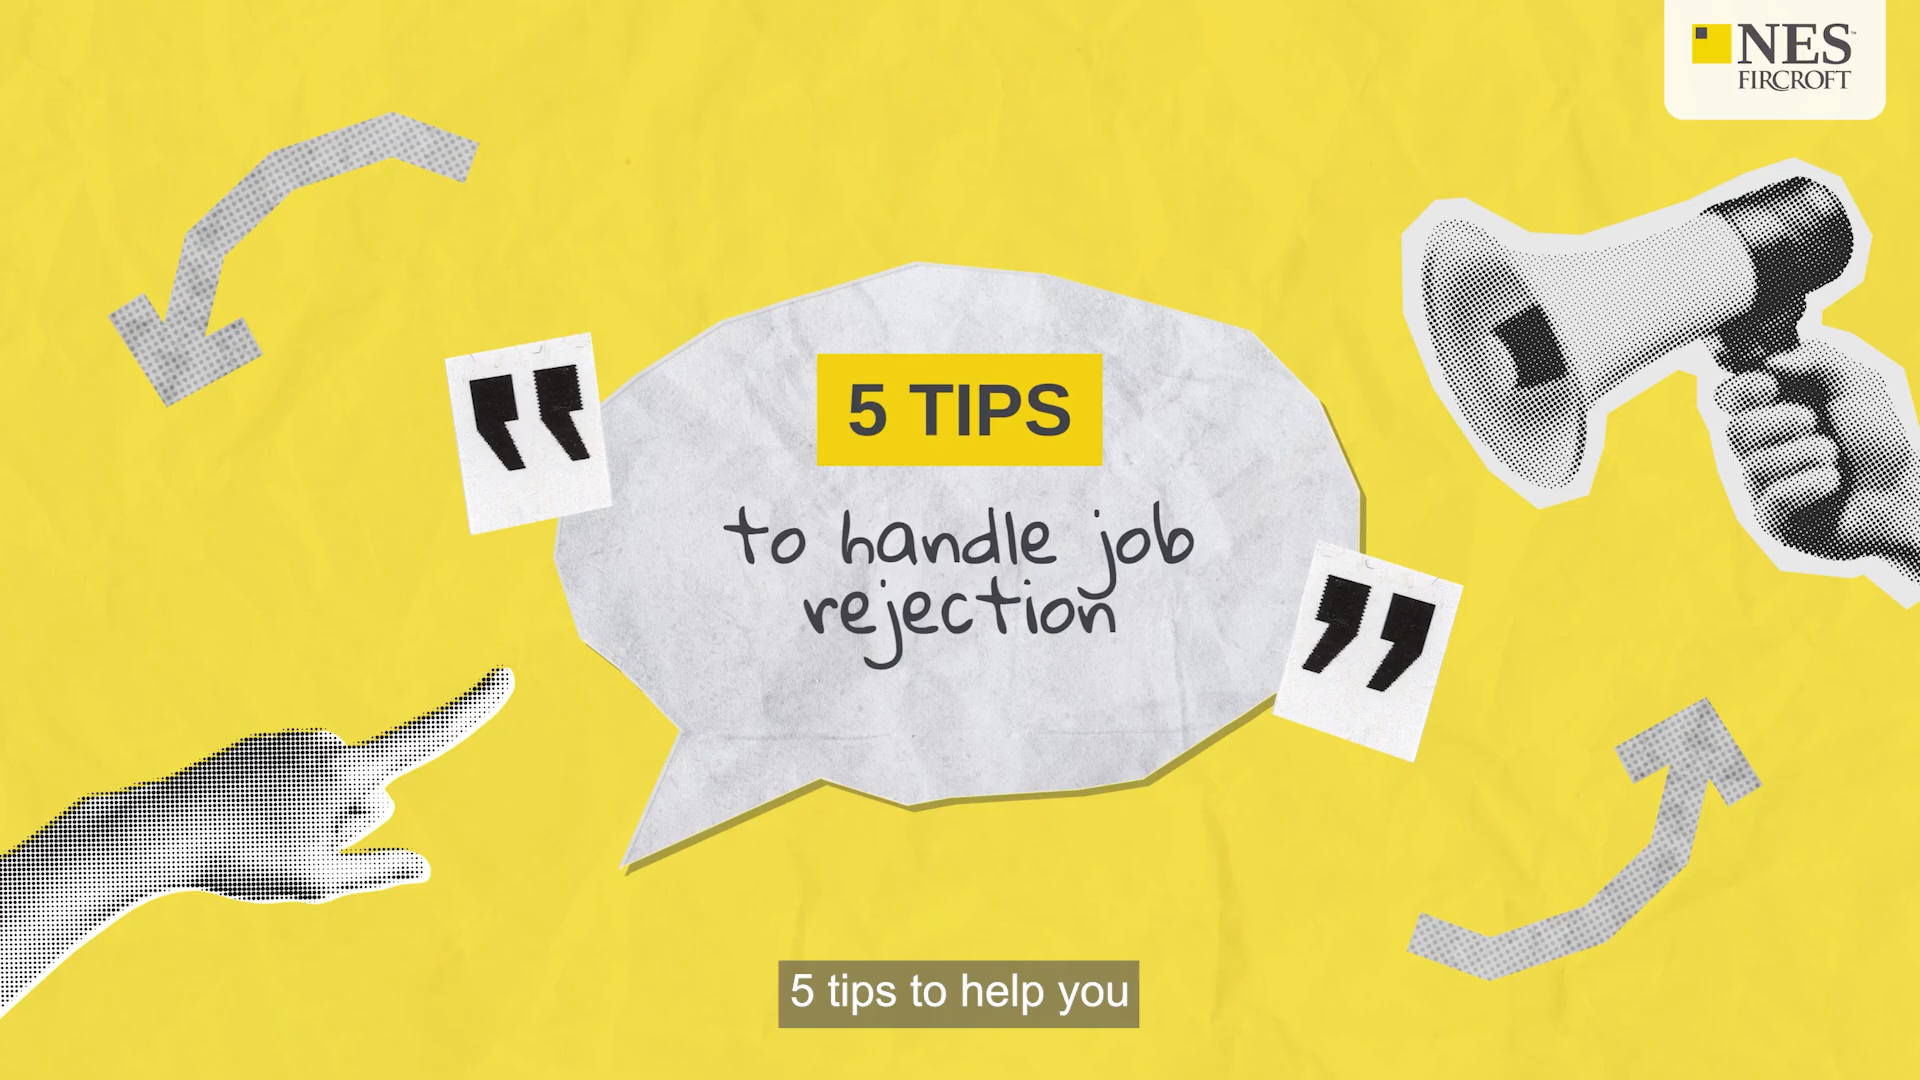 NES
FIRCROFT
5 TIPS
to handle job
rejection
5 tips to help you